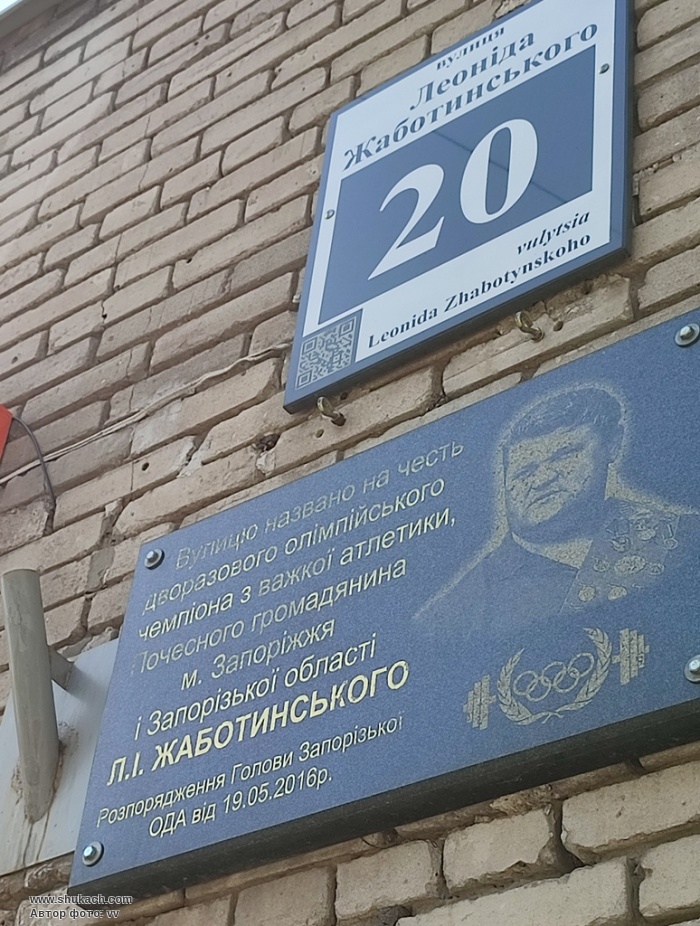 вулиця
Леоніда
Жаботинського
20
vulytsia
Leonida Zhabotynskoho
Вулицю названо на честь
дворазового олімпійського
чемпіона з важкої атлетики,
Почесного громадянина
м. Запоріжжя
і Запорізької області
Л.І. ЖАБОТИНСЬКОГО
Розпорядження Голови Запорізької
ОДА від 19.05.2016р.
www.shukach.com
Автор фото: vv